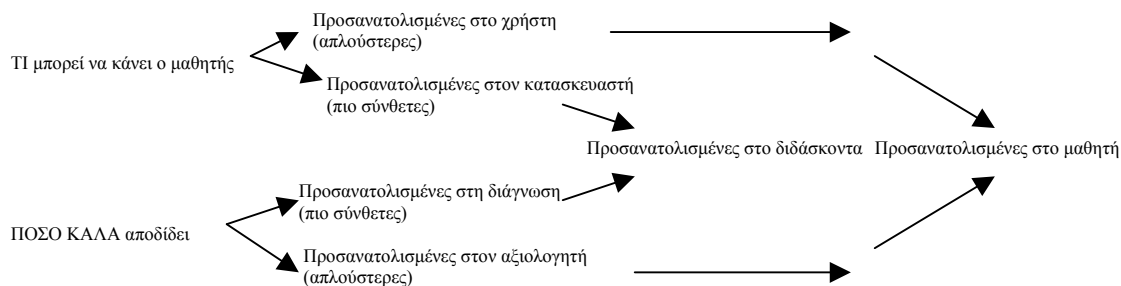 Προσανατολισμένες στο χρήστη
(απλούστερες)
ΤΙ μπορεί να κάνει ο μαθητής
Προσανατολισμένες στον κατασκευαστή
(πιο σύνθετες)
Προσανατολισμένες στο διδάσκοντα Προσανατολισμένες στο μαθητή
Προσανατολισμένες στη διάγνωση
(πιο σύνθετες)
ΠΟΣΟ ΚΑΛΑ αποδίδει
Προσανατολισμένες στον αξιολογητή
(απλούστερες)